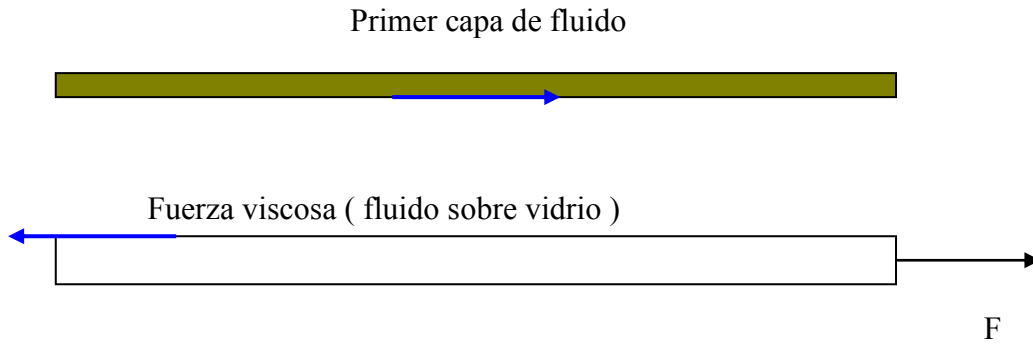 Primer capa de fluido
Fuerza viscosa ( fluido sobre vidrio )
F